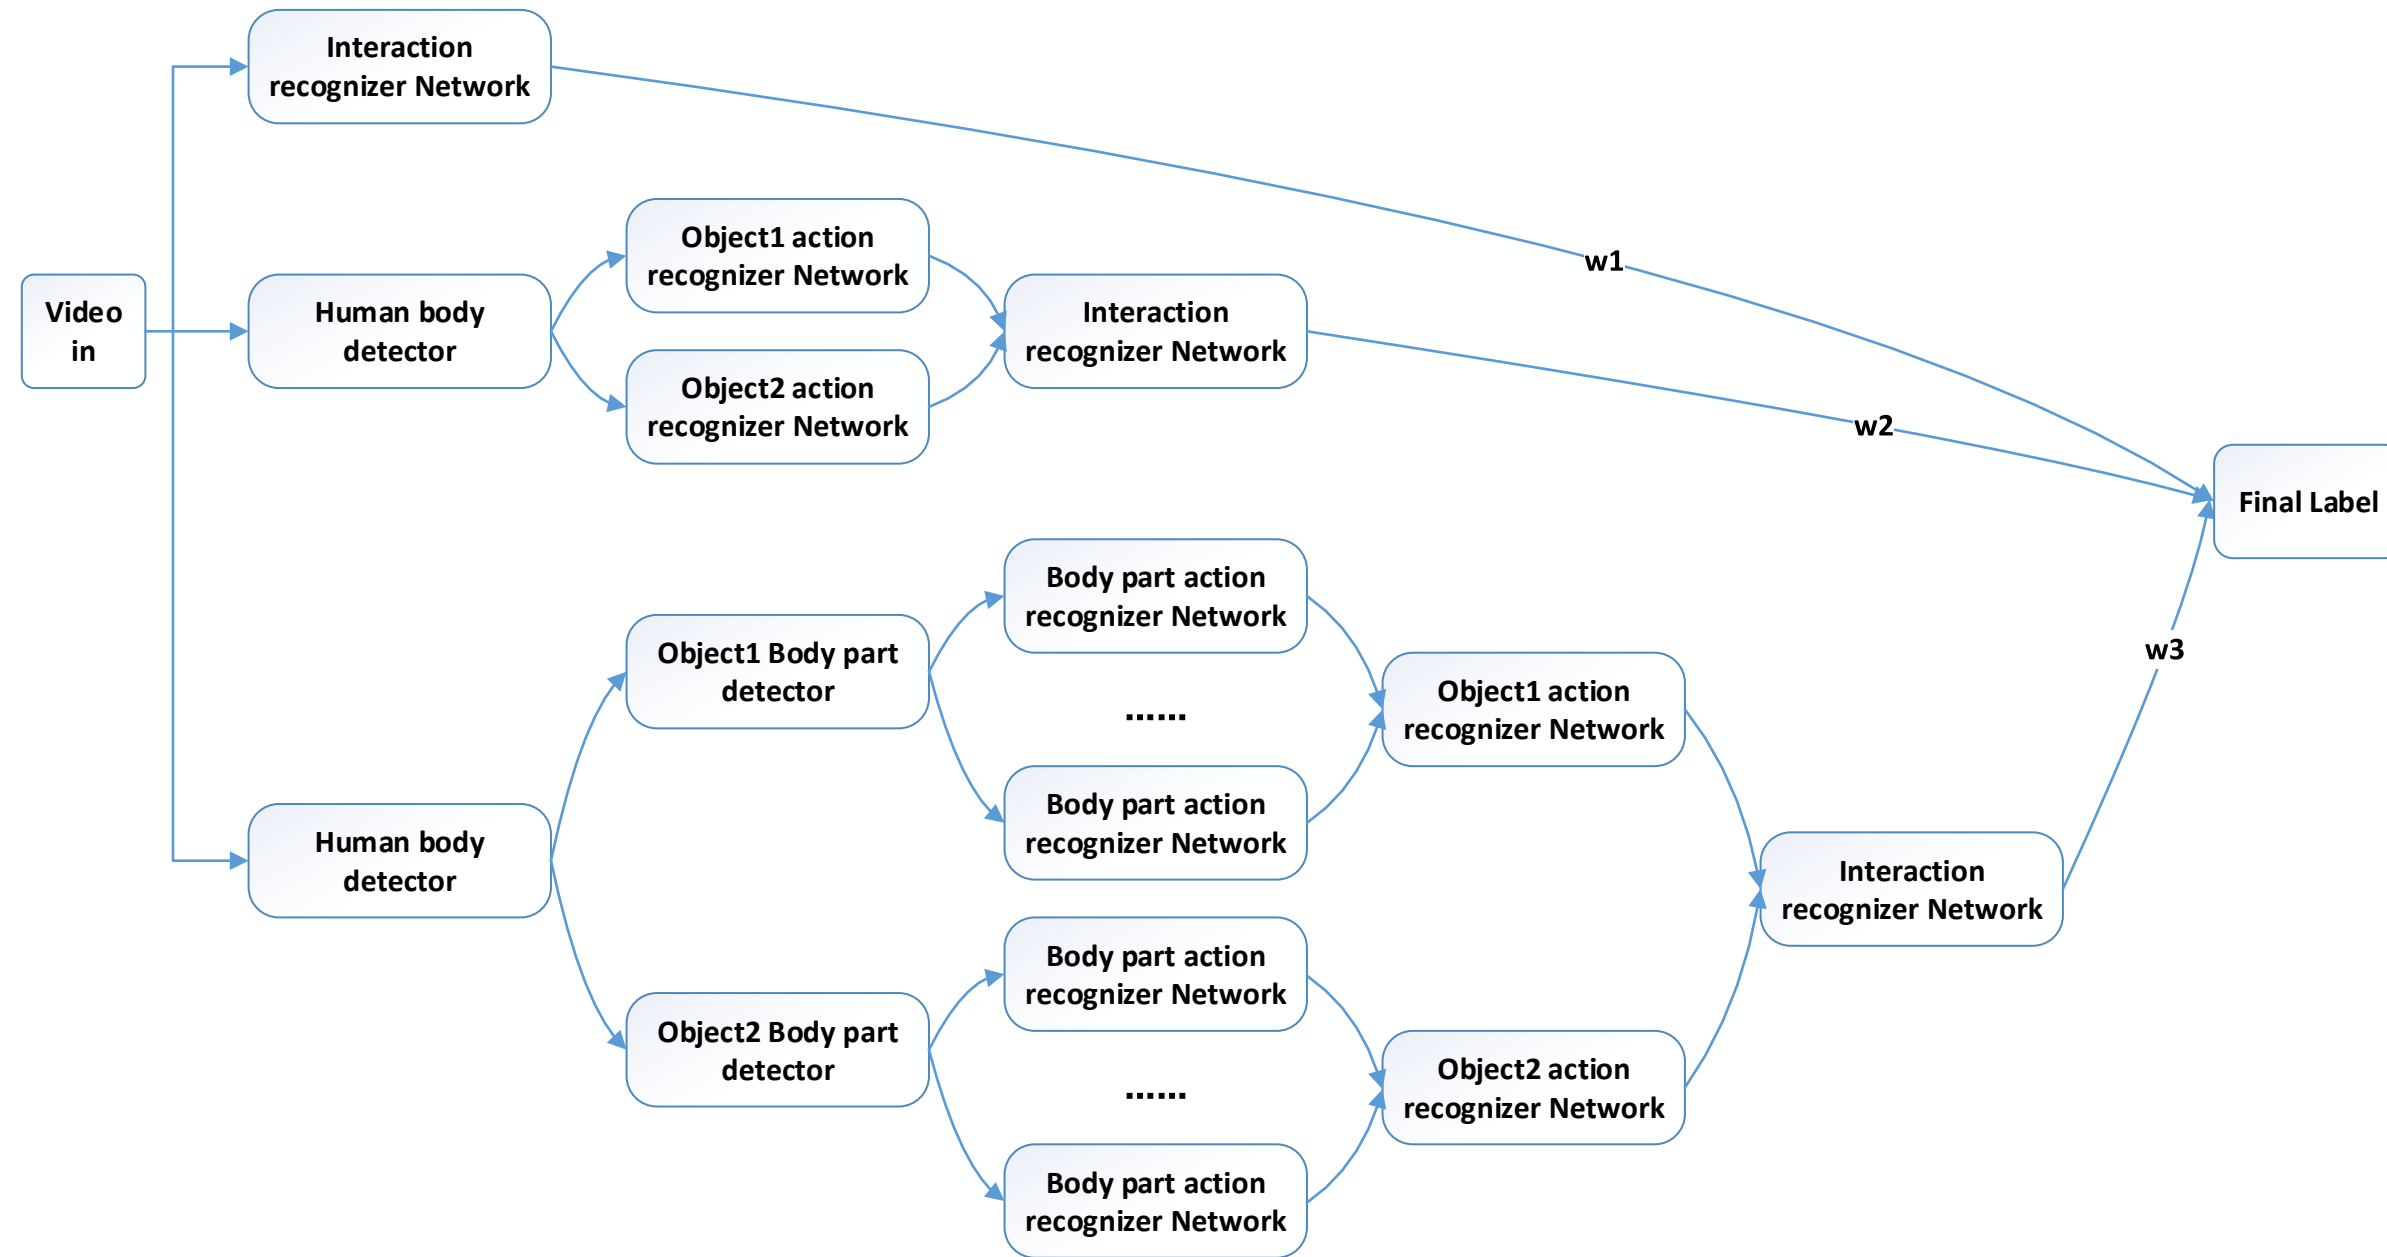 Interaction
recognizer Network
Object1 action
recognizer Network
w1
Video
in
Human body
detector
Interaction
recognizer Network
Object2 action
recognizer Network
w2
Final Label
Body part action
recognizer Network
Object1 Body part
detector
......
Object1 action
recognizer Network
w3
Body part action
recognizer Network
Human body
detector
Interaction
recognizer Network
Body part action
recognizer Network
Object2 Body part
detector
......
Object2 action
recognizer Network
Body part action
recognizer Network